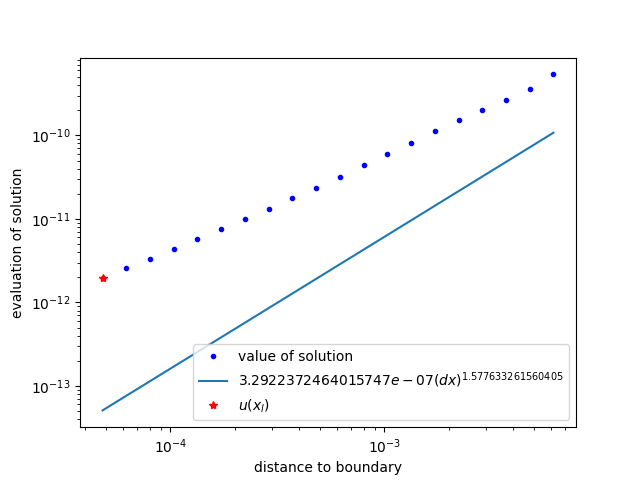 10⁻¹⁰
10⁻¹¹
10⁻¹²
10⁻¹³
evaluation of solution
value of solution
3.2922372464015747e − 07(dx)^1.577633261560405
u(x_l)
10⁻⁴ 10⁻³
distance to boundary